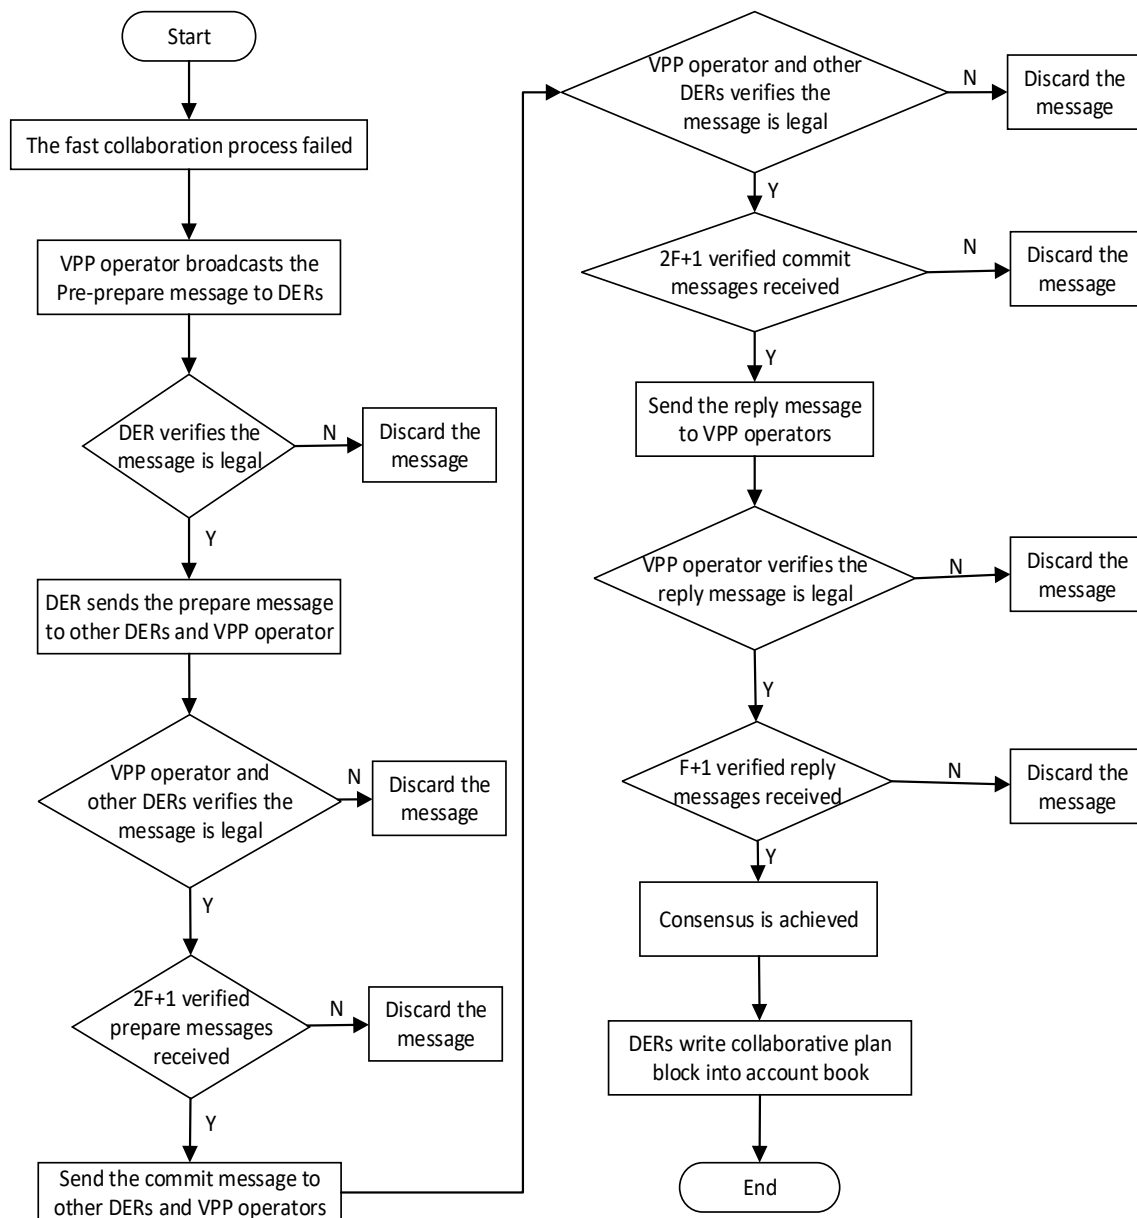 Start
The fast collaboration process failed
VPP operator broadcasts the
Pre-prepare message to DERs
DER verifies the
message is legal
N
Discard the
message
Y
DER sends the prepare message
to other DERs and VPP operator
VPP operator and
other DERs verifies the
message is legal
N
Discard the
message
Y
2F+1 verified
prepare messages
received
N
Discard the
message
Y
Send the commit message to
other DERs and VPP operators
VPP operator and other
DERs verifies the
message is legal
N
Discard the
message
Y
2F+1 verified commit
messages received
N
Discard the
message
Y
Send the reply message
to VPP operators
VPP operator verifies the
reply message is legal
N
Discard the
message
Y
F+1 verified reply
messages received
N
Discard the
message
Y
Consensus is achieved
DERs write collaborative plan
block into account book
End